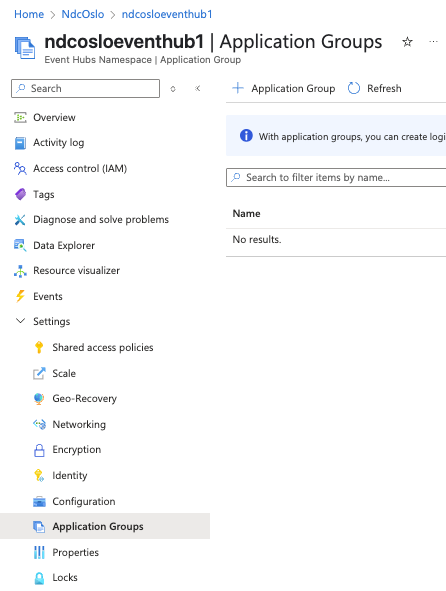 Home > NdcOslo > ndcosloeventhub1
ndcosloeventhub1 | Application Groups
Event Hubs Namespace | Application Group
Search
Application Group
Refresh
With application groups, you can create logi
Search to filter items by name...
Name
No results.
Overview
Activity log
Access control (IAM)
Tags
Diagnose and solve problems
Data Explorer
Resource visualizer
Events
Settings
Shared access policies
Scale
Geo-Recovery
Networking
Encryption
Identity
Configuration
Application Groups
Properties
Locks